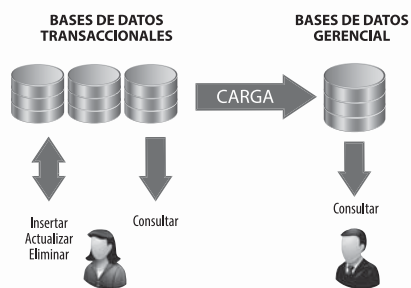 BASES DE DATOS
TRANSACCIONALES
BASES DE DATOS
GERENCIAL
CARGA
Insertar
Actualizar
Eliminar
Consultar
Consultar